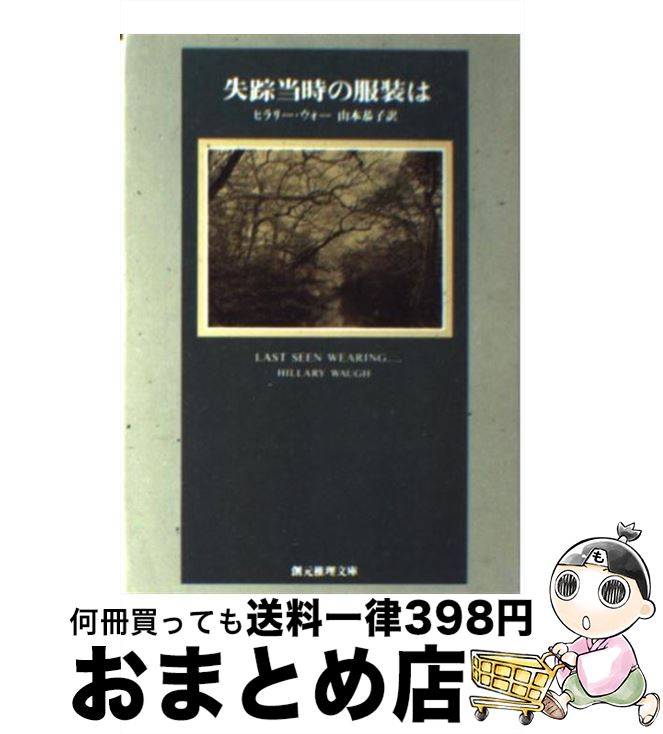 失踪当時の服装は
ヒラリー・ウォー 山本恭子訳
LAST SEEN WEARING....
HILLARY WAUGH
創元推理文庫
も
何冊買っても送料一律398円
おまとめ店